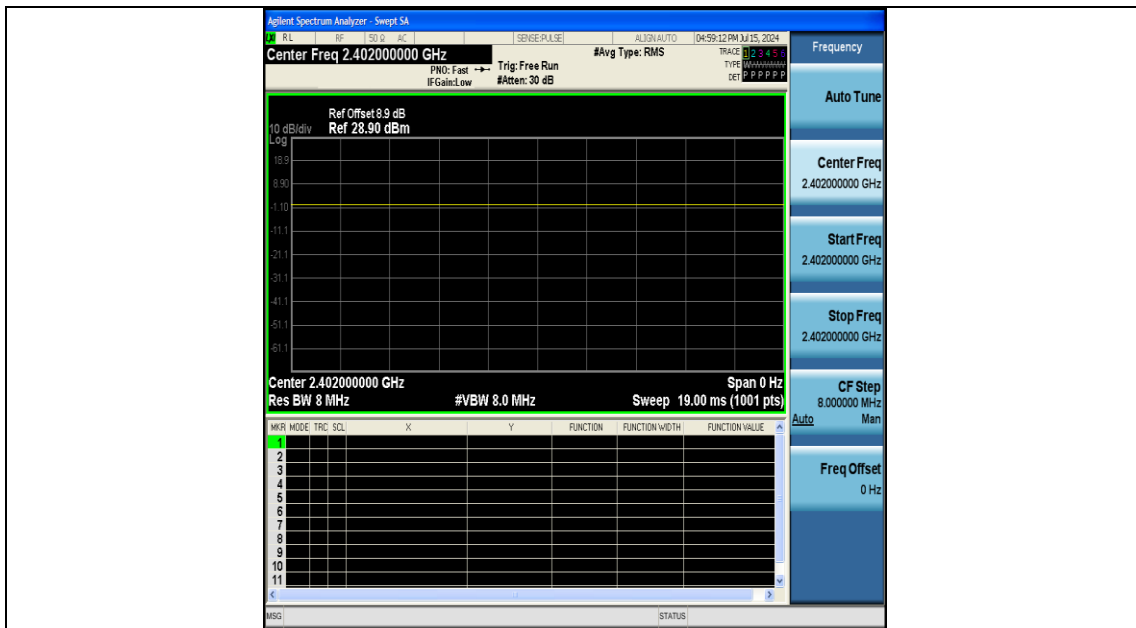 Agilent Spectrum Analyzer - Swept SA
LXI RL RF 50 Ω AC SENSE:PULSE ALIGN AUTO 04:59:12 PM Jul 15, 2024
Center Freq 2.402000000 GHz
#Avg Type: RMS
TRACE 1 2 3 4 5 6
PNO: Fast Trig: Free Run
TYPE
IFGain:Low #Atten: 30 dB
DET P P P P P P
Ref Offset 8.9 dB
10 dB/div Ref 28.90 dBm
Log
18.9
8.90
-1.10
-11.1
-21.1
-31.1
-41.1
-51.1
-61.1
Center 2.402000000 GHz Span 0 Hz
Res BW 8 MHz #VBW 8.0 MHz Sweep 19.00 ms (1001 pts)
MKR MODE TRC SCL X Y FUNCTION FUNCTION WIDTH FUNCTION VALUE
1
2
3
4
5
6
7
8
9
10
11
MSG STATUS
Frequency
Auto Tune
Center Freq
2.402000000 GHz
Start Freq
2.402000000 GHz
Stop Freq
2.402000000 GHz
CF Step
8.000000 MHz
Auto Man
Freq Offset
0 Hz